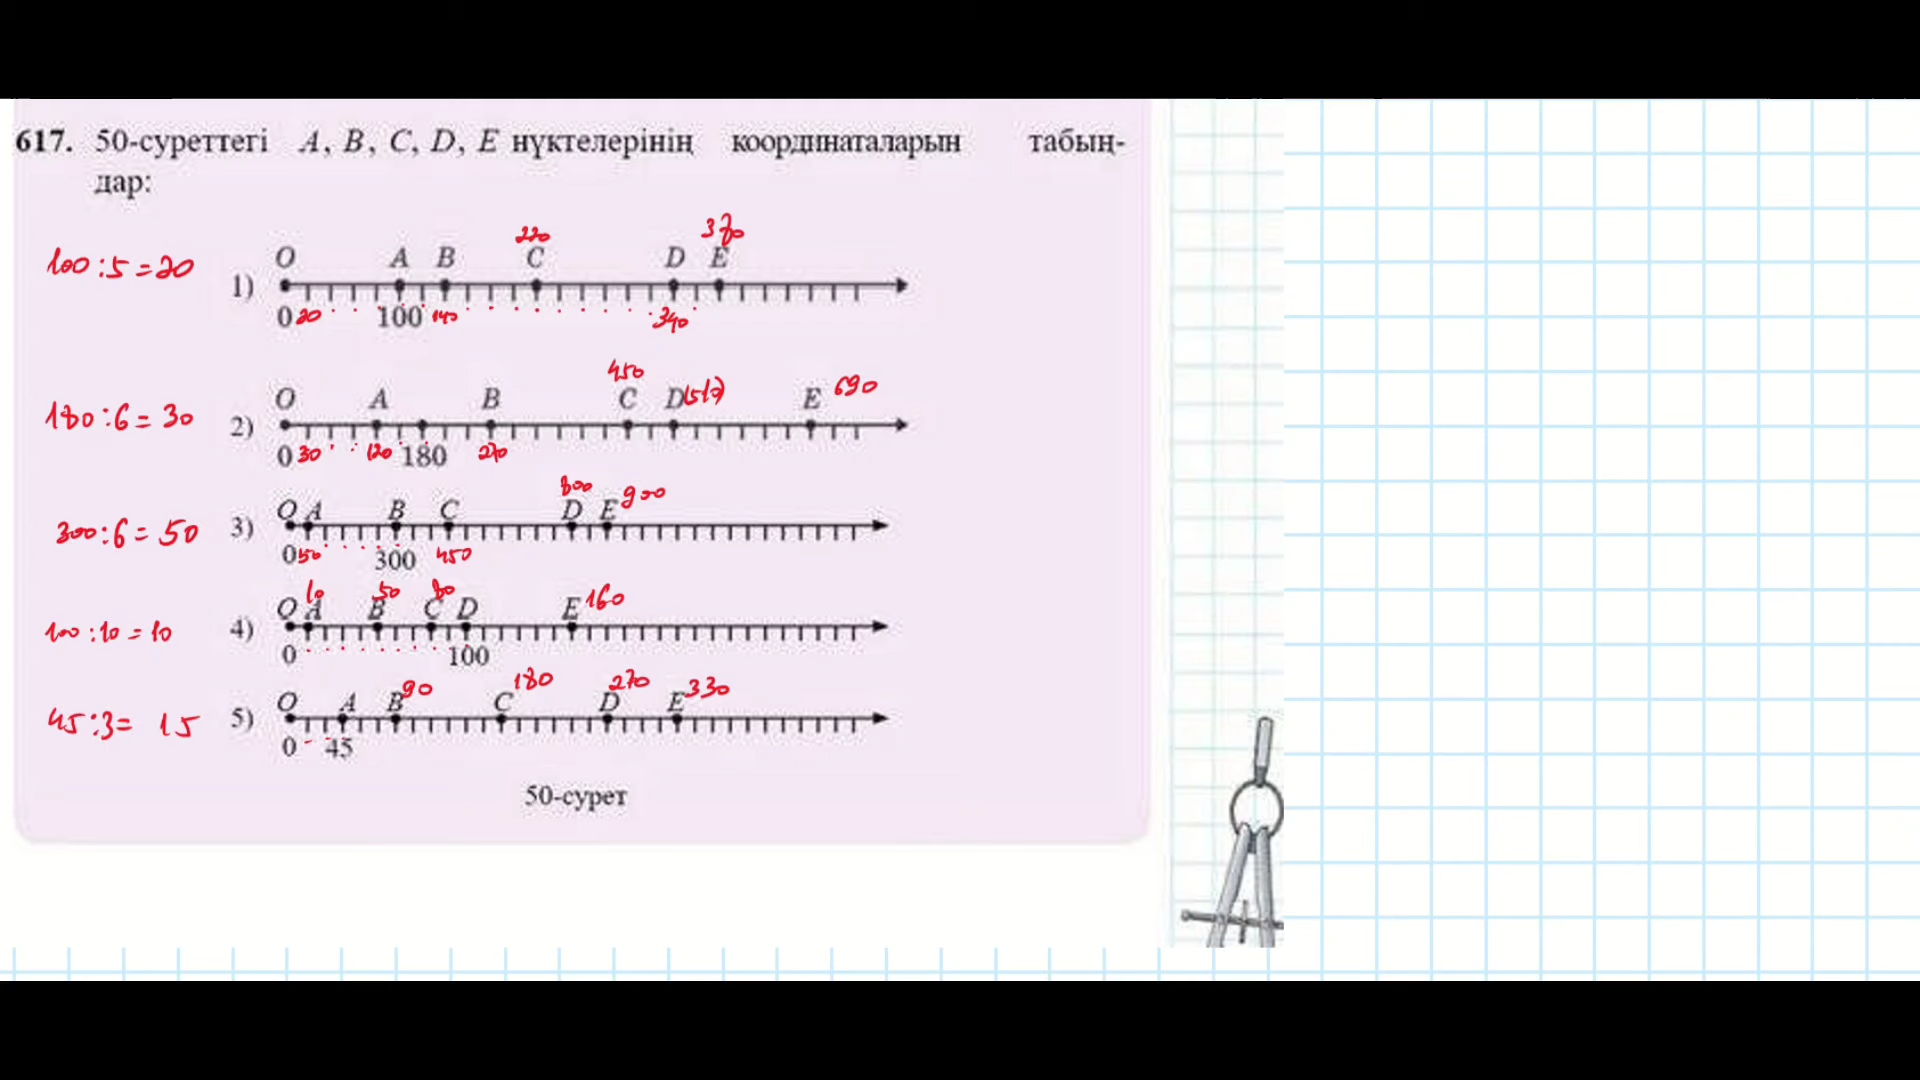 617. 50-суреттегі A, B, C, D, E нүктелерінің координаталарын табың-
дар:
100 : 5 = 20
220 370
O A B C D E
1)
0 20 100 140 340
450
O A B C D E 690
180 : 6 = 30
2)
0 30 120 180 270
800
O A B C D E 900
300 : 6 = 50 3)
0 50 300 450
10 50 80
O A B C D E 160
100 : 10 = 10 4)
0 100
90 180 270 330
O A B C D E
45 : 3 = 15 5)
0 45
50-сурет